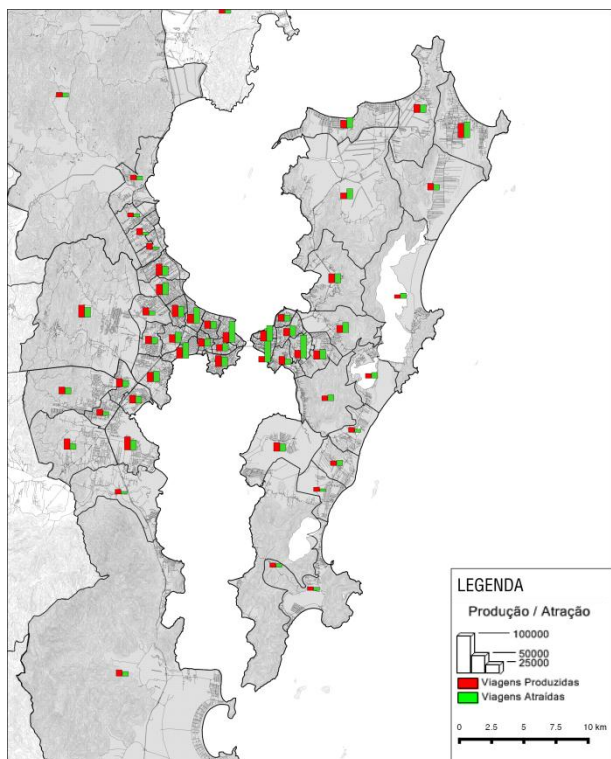 LEGENDA
Produção / Atração
100000
50000
25000
Viagens Produzidas
Viagens Atraídas
0 2.5 5 7.5 10 km